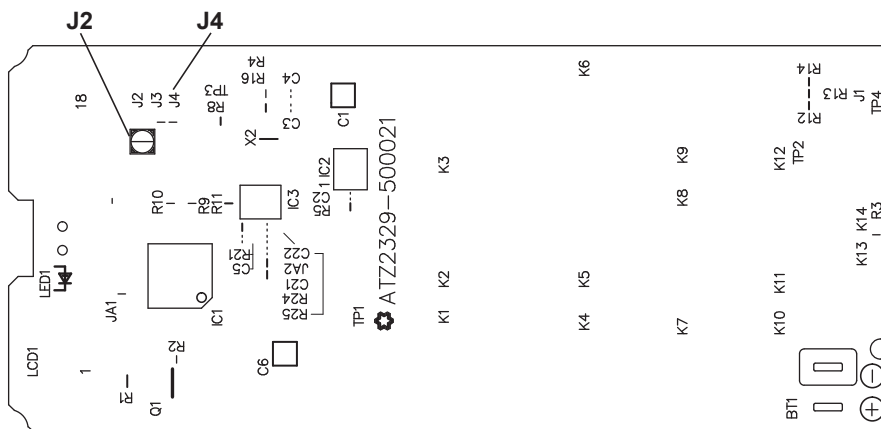 J2
J4
18
J2
J3
J4
TP3
R8
R4
R16
C4
C3
X2
C1
K6
R14
R12
R13
J1
TP4
IC2
K3
K9
K12
TP2
R10
R9
R11
IC3
ATZ2329-500021
K8
K14
R3
K13
LED1
C5
R21
C22
JA2
C21
R24
R25
K2
K5
K11
JA1
IC1
TP1
K1
K4
K7
K10
LCD1
1
R2
C6
R1
Q1
BT1